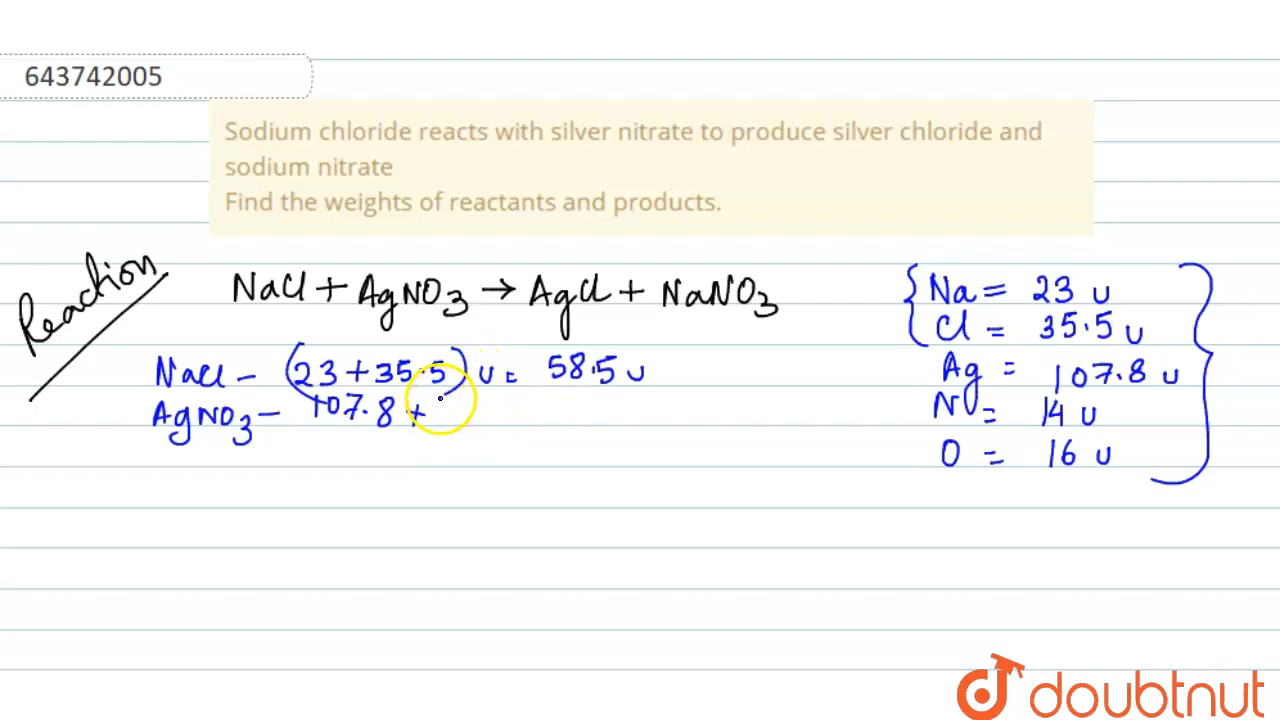 643742005
Sodium chloride reacts with silver nitrate to produce silver chloride and
sodium nitrate
Find the weights of reactants and products.
Reaction
NaCl + AgNO3 → AgCl + NaNO3
NaCl - (23 + 35.5) u = 58.5 u
AgNO3 - 107.8 +
Na = 23 u
Cl = 35.5 u
Ag = 107.8 u
N = 14 u
O = 16 u
doubtnut